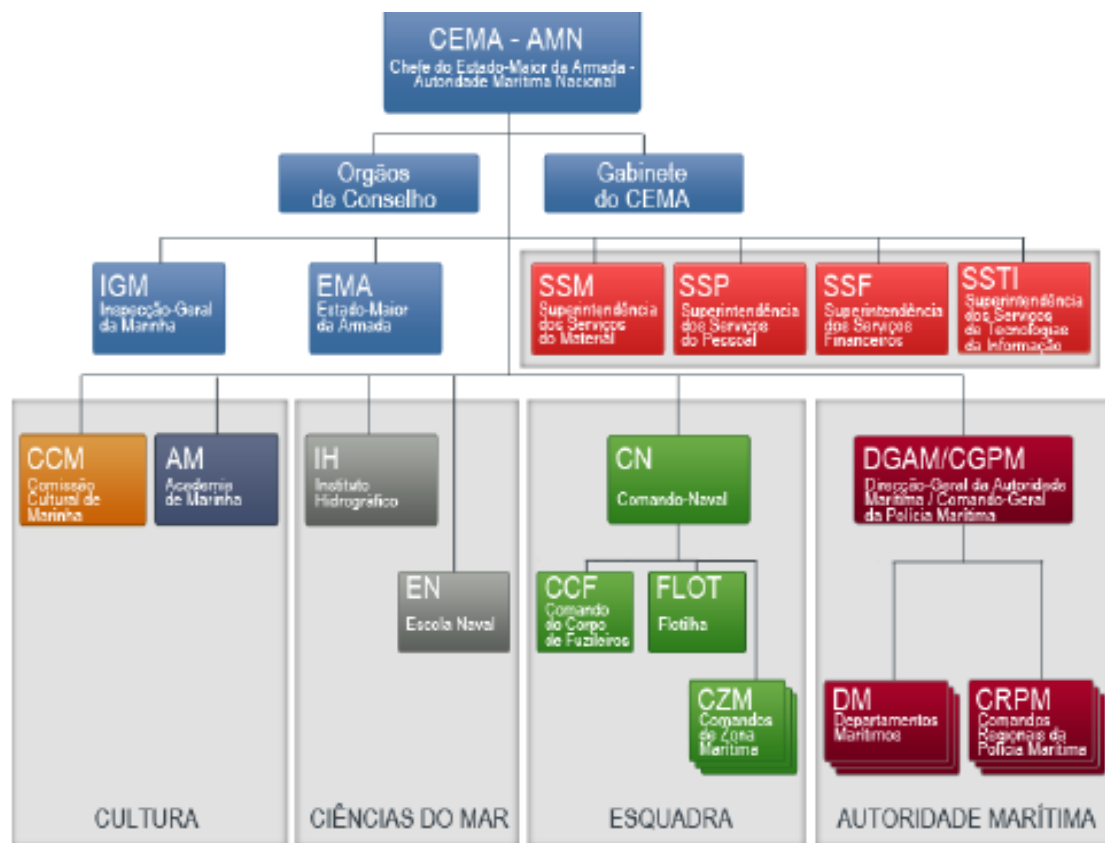 CEMA - AMN
Chefe do Estado-Maior da Armada -
Autoridade Marítima Nacional
Orgãos
de Conselho
Gabinete
do CEMA
IGM
Inspecção-Geral
da Marinha
EMA
Estado-Maior
da Armada
SSM
Superintendência
dos Serviços
do Material
SSP
Superintendência
dos Serviços
do Pessoal
SSF
Superintendência
dos Serviços
Financeiros
SSTI
Superintendência
dos Serviços
de Tecnologias
da Informação
CCM
Comissão
Cultural de
Marinha
AM
Academia
de Marinha
IH
Instituto
Hidrográfico
CN
Comando-Naval
DGAM/CGPM
Direcção-Geral da Autoridade
Marítima / Comando-Geral
da Polícia Marítima
EN
Escola Naval
CCF
Comando
do Corpo
de Fuzileiros
FLOT
Flotilha
CZM
Comandos
de Zona
Marítima
DM
Departamentos
Marítimos
CRPM
Comandos
Regionais da
Polícia Marítima
CULTURA
CIÊNCIAS DO MAR
ESQUADRA
AUTORIDADE MARÍTIMA